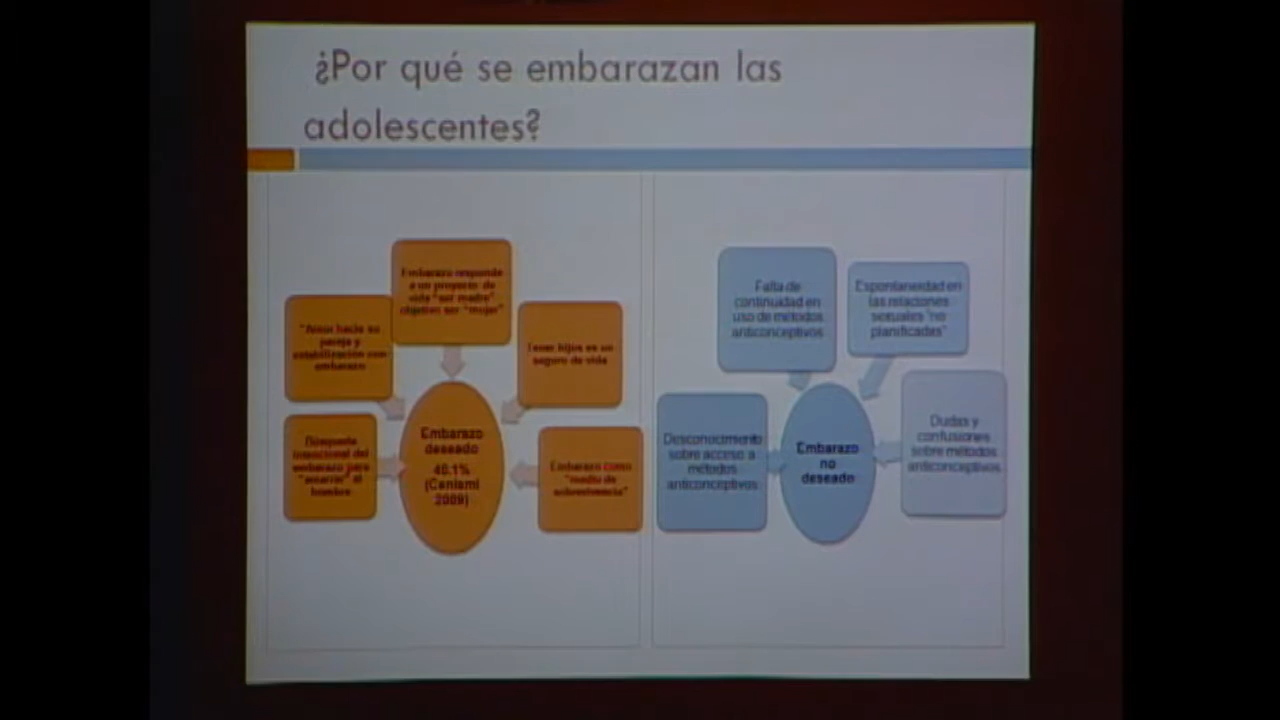 ¿Por qué se embarazan las
adolescentes?
Embarazo responde
a un proyecto de
vida "ser madre"
objetivo ser "mujer"
"Amor hacia su
pareja y
estabilización con
embarazo
Tener hijos es un
seguro de vida
Búsqueda
intencional del
embarazo para
"amarrar" al
hombre
Embarazo
deseado
(Cenismi
2009)
Embarazo como
"medio de
sobrevivencia"
Falta de
continuidad en
uso de métodos
anticonceptivos
Espontaneidad en
las relaciones
sexuales "no
planificadas"
Desconocimiento
sobre acceso a
métodos
anticonceptivos
Embarazo
no
deseado
Dudas y
confusiones
sobre métodos
anticonceptivos